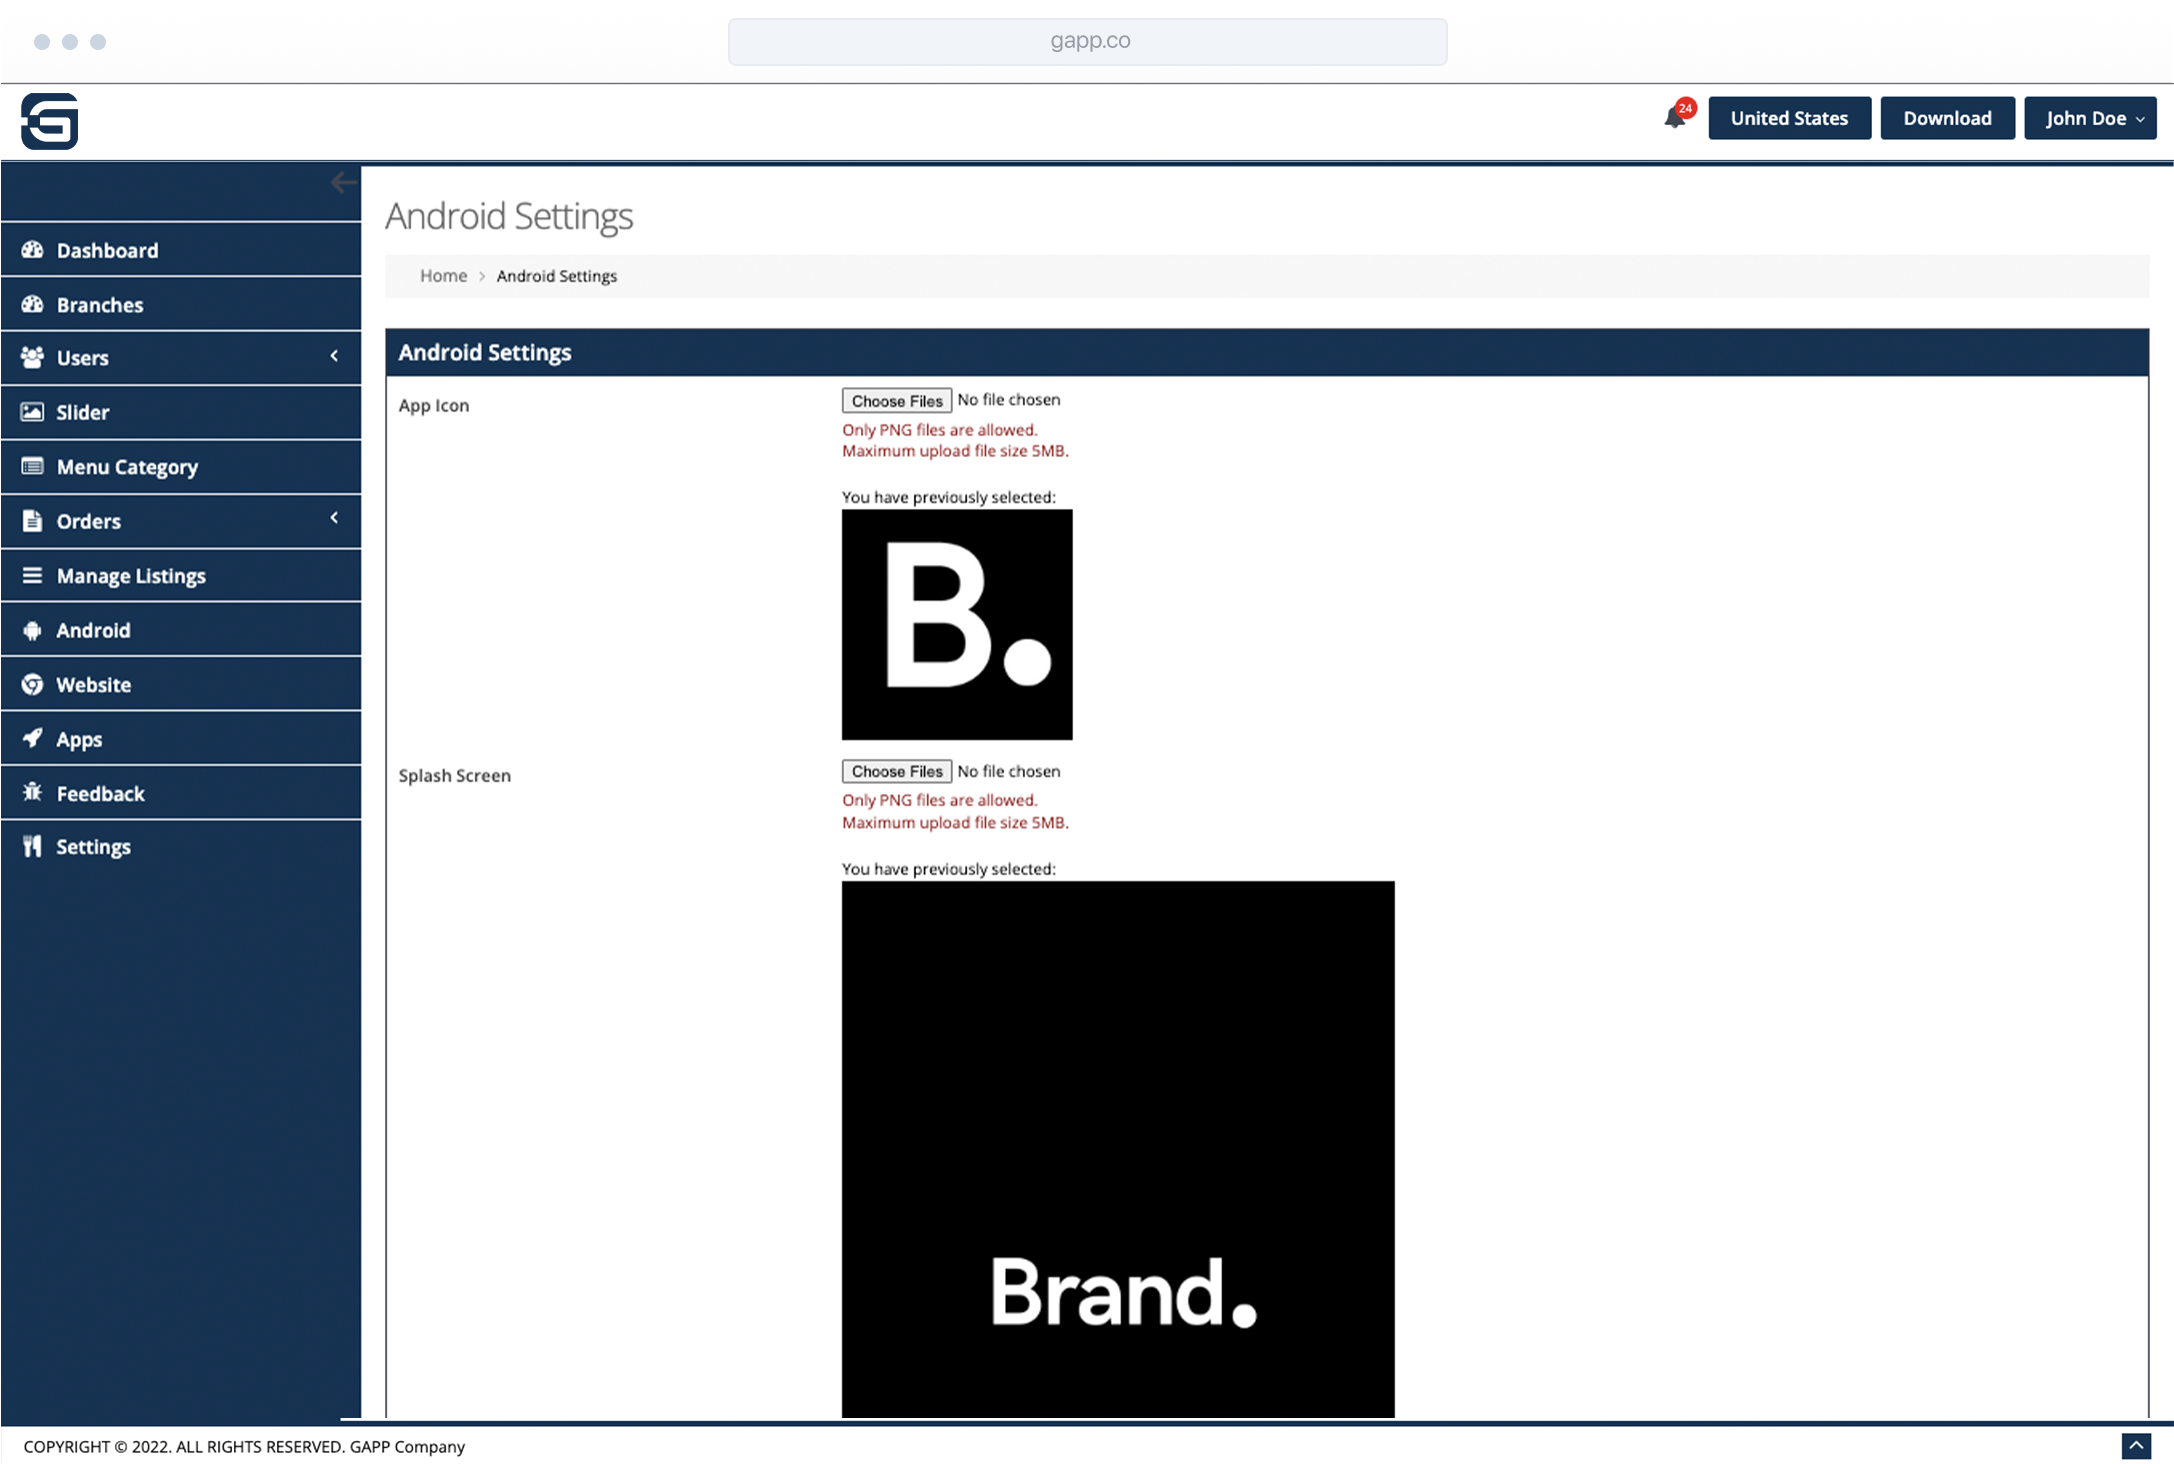 gapp.co
24
United States
Download
John Doe
Android Settings
Home > Android Settings
Dashboard
Branches
Users
Slider
Menu Category
Orders
Manage Listings
Android
Website
Apps
Feedback
Settings
Android Settings
App Icon
Choose Files No file chosen
Only PNG files are allowed.
Maximum upload file size 5MB.
You have previously selected:
B.
Splash Screen
Choose Files No file chosen
Only PNG files are allowed.
Maximum upload file size 5MB.
You have previously selected:
Brand.
COPYRIGHT © 2022. ALL RIGHTS RESERVED. GAPP Company